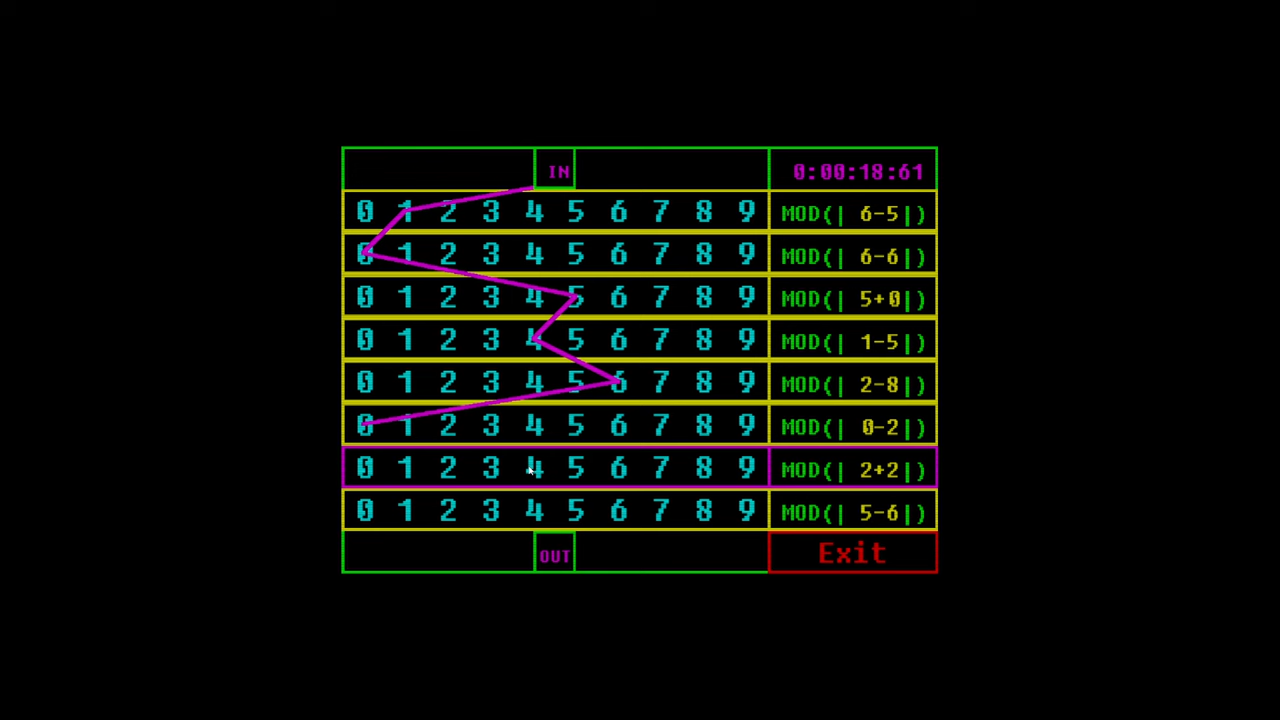 IN 0:00:18:61
0 1 2 3 4 5 6 7 8 9 MOD(| 6-5|)
0 1 2 3 4 5 6 7 8 9 MOD(| 6-6|)
0 1 2 3 4 5 6 7 8 9 MOD(| 5+0|)
0 1 2 3 4 5 6 7 8 9 MOD(| 1-5|)
0 1 2 3 4 5 6 7 8 9 MOD(| 2-8|)
0 1 2 3 4 5 6 7 8 9 MOD(| 0-2|)
0 1 2 3 4 5 6 7 8 9 MOD(| 2+2|)
0 1 2 3 4 5 6 7 8 9 MOD(| 5-6|)
OUT Exit